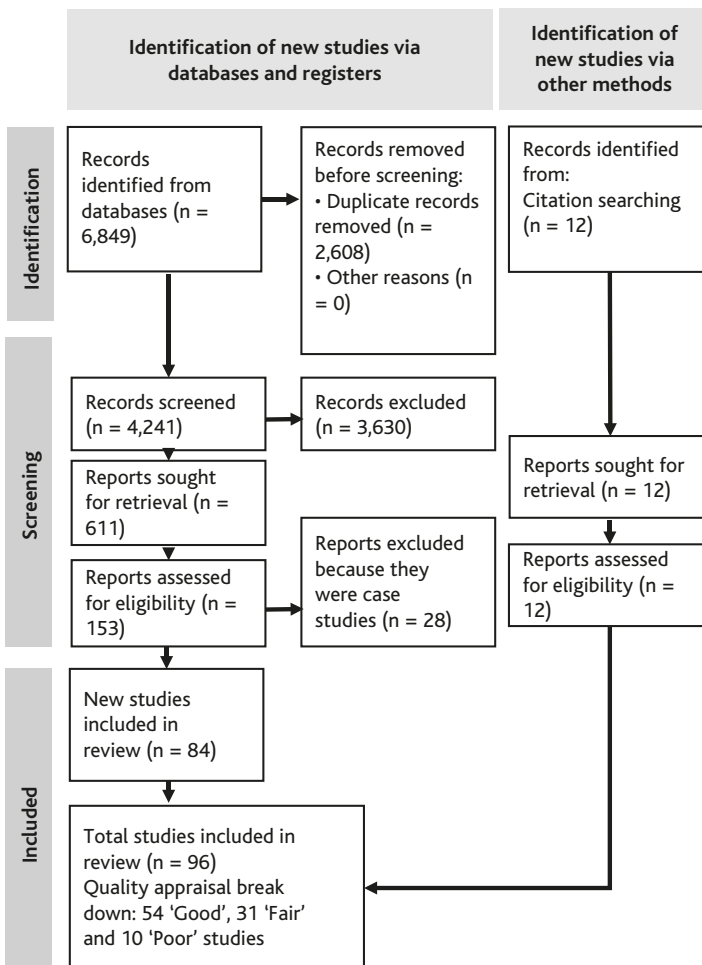 Identification of new studies via
databases and registers
Identification of
new studies via
other methods
Identification
Records
identified from
databases (n =
6,849)
Records removed
before screening:
• Duplicate records
removed (n =
2,608)
• Other reasons (n
= 0)
Records identified
from:
Citation searching
(n = 12)
Screening
Records screened
(n = 4,241)
Records excluded
(n = 3,630)
Reports sought
for retrieval (n =
611)
Reports sought for
retrieval (n = 12)
Reports assessed
for eligibility (n =
153)
Reports excluded
because they
were case
studies (n = 28)
Reports assessed
for eligibility (n =
12)
Included
New studies
included in
review (n = 84)
Total studies included in
review (n = 96)
Quality appraisal break
down: 54 ‘Good’, 31 ‘Fair’
and 10 ‘Poor’ studies